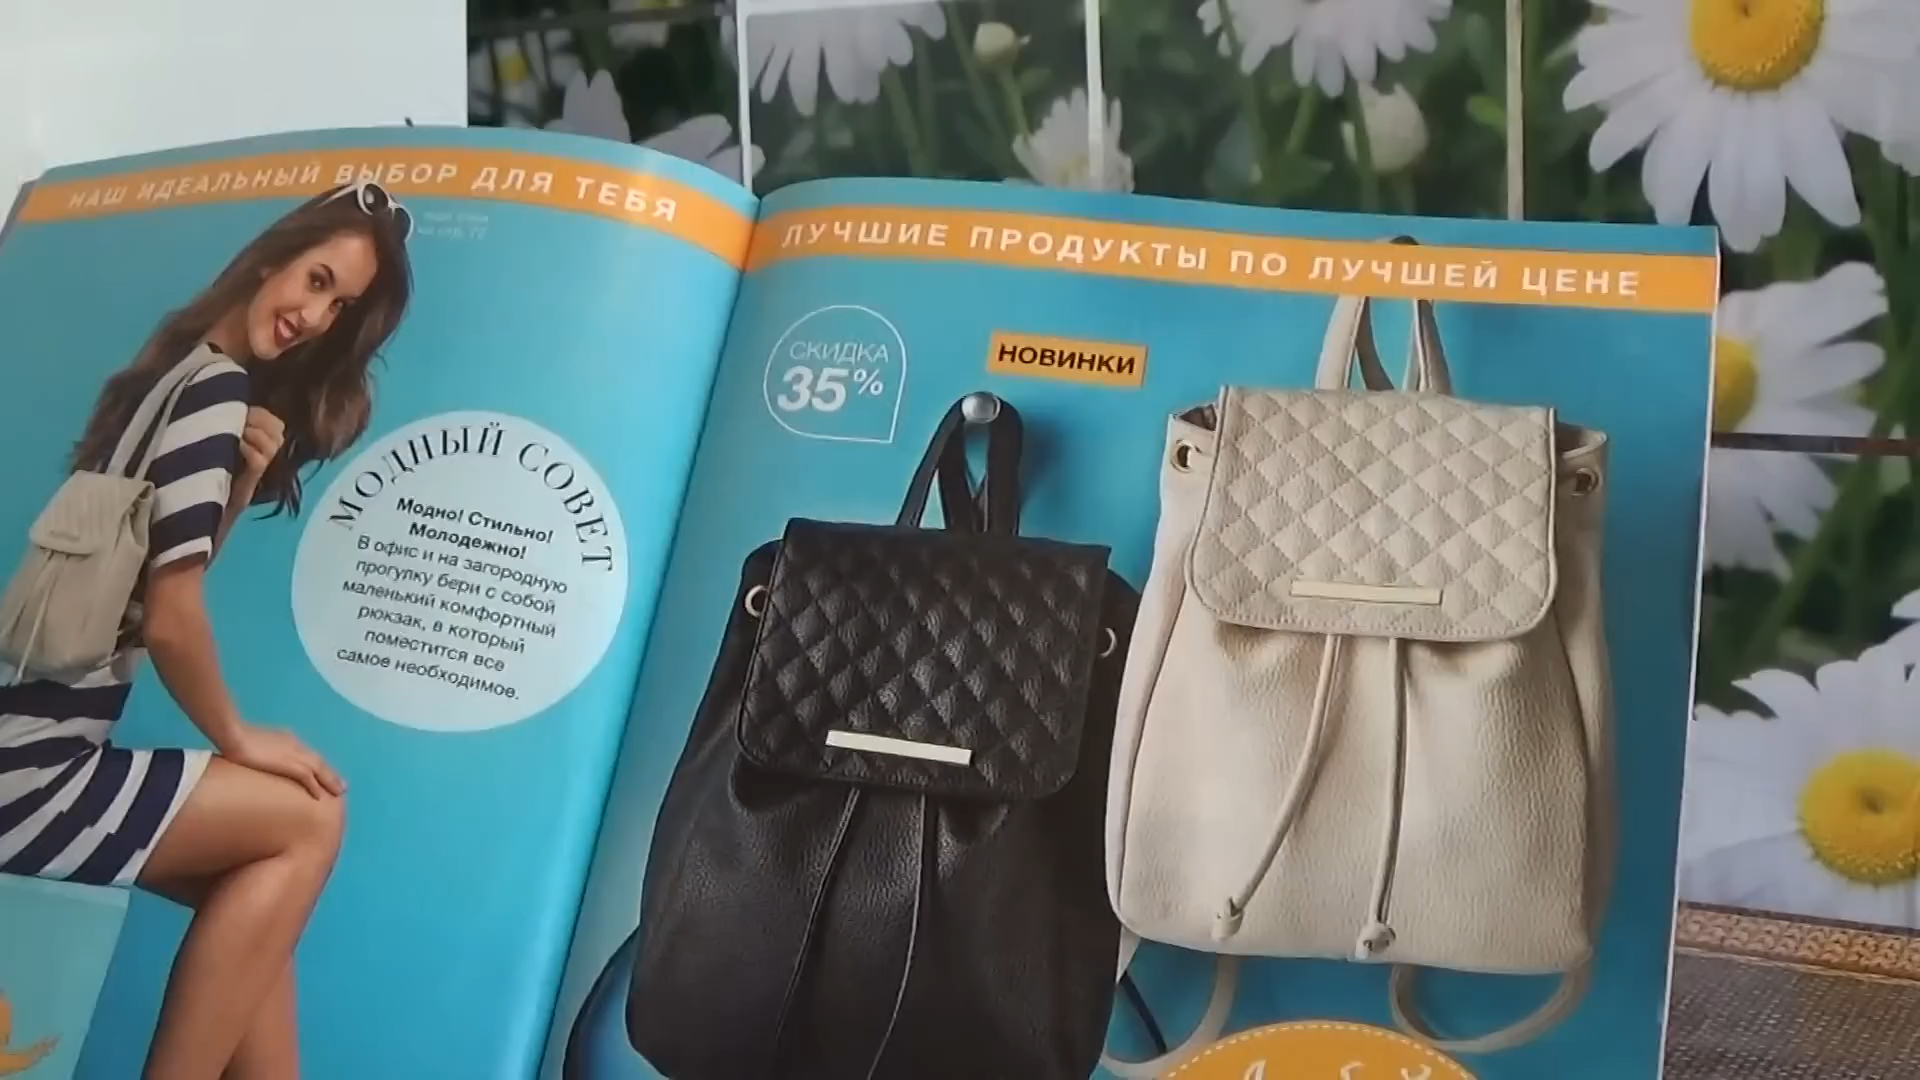 НАШ ИДЕАЛЬНЫЙ ВЫБОР ДЛЯ ТЕБЯ
МОДНЫЙ СОВЕТ
Модно! Стильно!
Молодежно!
В офис и на загородную
прогулку бери с собой
маленький комфортный
рюкзак, в который
поместится все
самое необходимое.
ЛУЧШИЕ ПРОДУКТЫ ПО ЛУЧШЕЙ ЦЕНЕ
СКИДКА
35%
НОВИНКИ